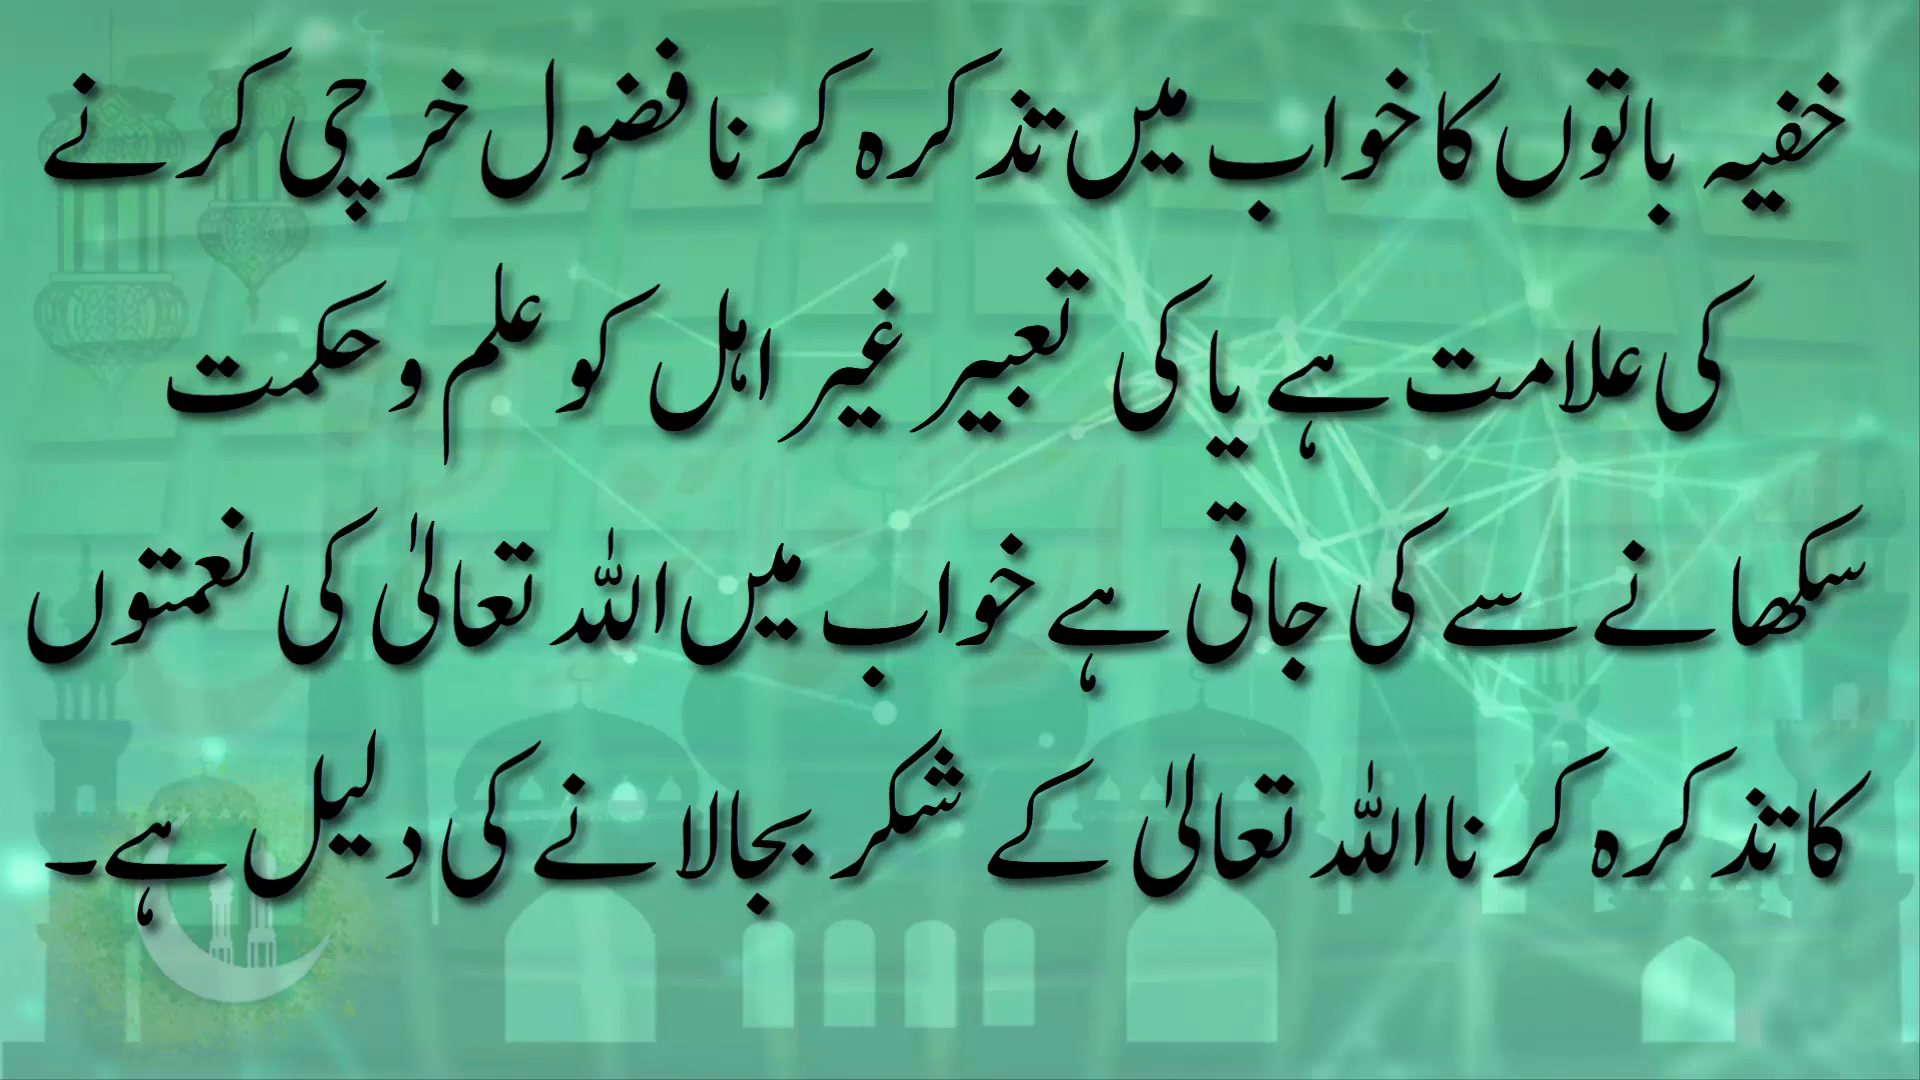 خفیہ باتوں کا خواب میں تذکرہ کرنا فضول خرچی کرنے
کی علامت ہے یا کی تعبیر غیر اہل کو علم و حکمت
سکھانے سے کی جاتی ہے خواب میں اللہ تعالیٰ کی نعمتوں
کا تذکرہ کرنا اللہ تعالیٰ کے شکر بجا لانے کی دلیل ہے۔